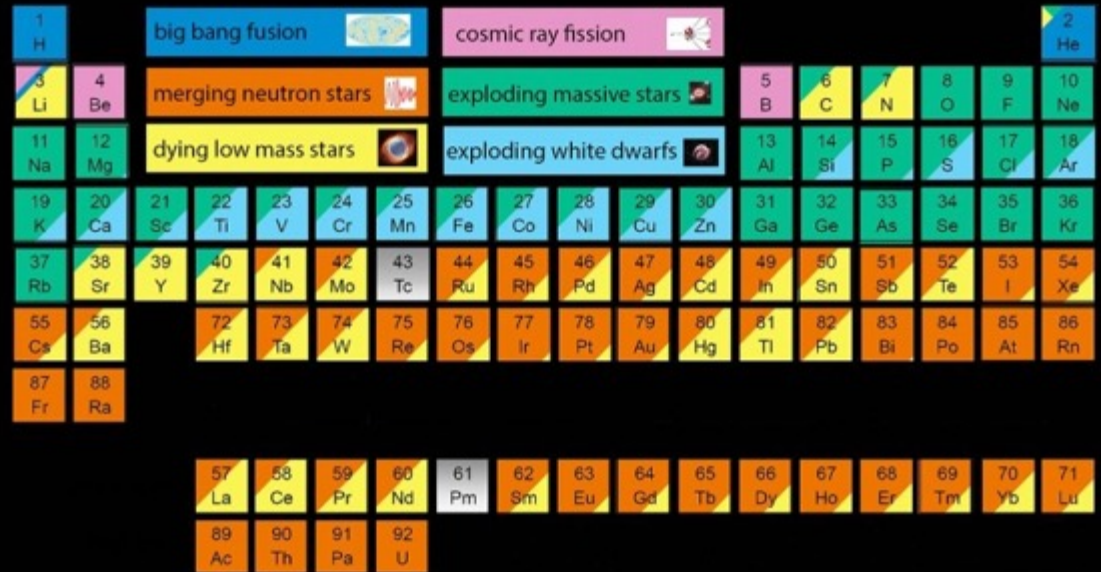 1 2
H big bang fusion cosmic ray fission He
3 4 5 6 7 8 9 10
Li Be merging neutron stars exploding massive stars B C N O F Ne
11 12 13 14 15 16 17 18
Na Mg dying low mass stars exploding white dwarfs Al Si P S Cl Ar
19 20 21 22 23 24 25 26 27 28 29 30 31 32 33 34 35 36
K Ca Sc Ti V Cr Mn Fe Co Ni Cu Zn Ga Ge As Se Br Kr
37 38 39 40 41 42 43 44 45 46 47 48 49 50 51 52 53 54
Rb Sr Y Zr Nb Mo Tc Ru Rh Pd Ag Cd In Sn Sb Te I Xe
55 56 72 73 74 75 76 77 78 79 80 81 82 83 84 85 86
Cs Ba Hf Ta W Re Os Ir Pt Au Hg Tl Pb Bi Po At Rn
87 88
Fr Ra
57 58 59 60 61 62 63 64 65 66 67 68 69 70 71
La Ce Pr Nd Pm Sm Eu Gd Tb Dy Ho Er Tm Yb Lu
89 90 91 92
Ac Th Pa U